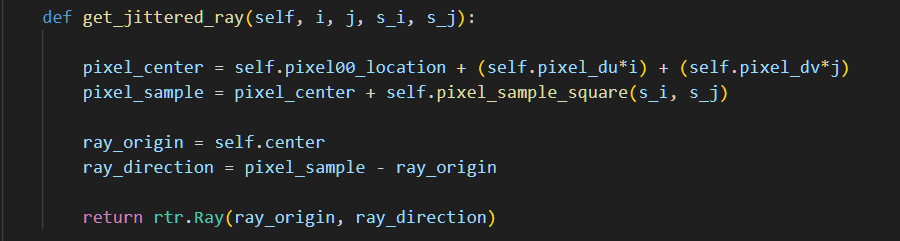 def get_jittered_ray(self, i, j, s_i, s_j):
pixel_center = self.pixel00_location + (self.pixel_du*i) + (self.pixel_dv*j)
pixel_sample = pixel_center + self.pixel_sample_square(s_i, s_j)
ray_origin = self.center
ray_direction = pixel_sample - ray_origin
return rtr.Ray(ray_origin, ray_direction)